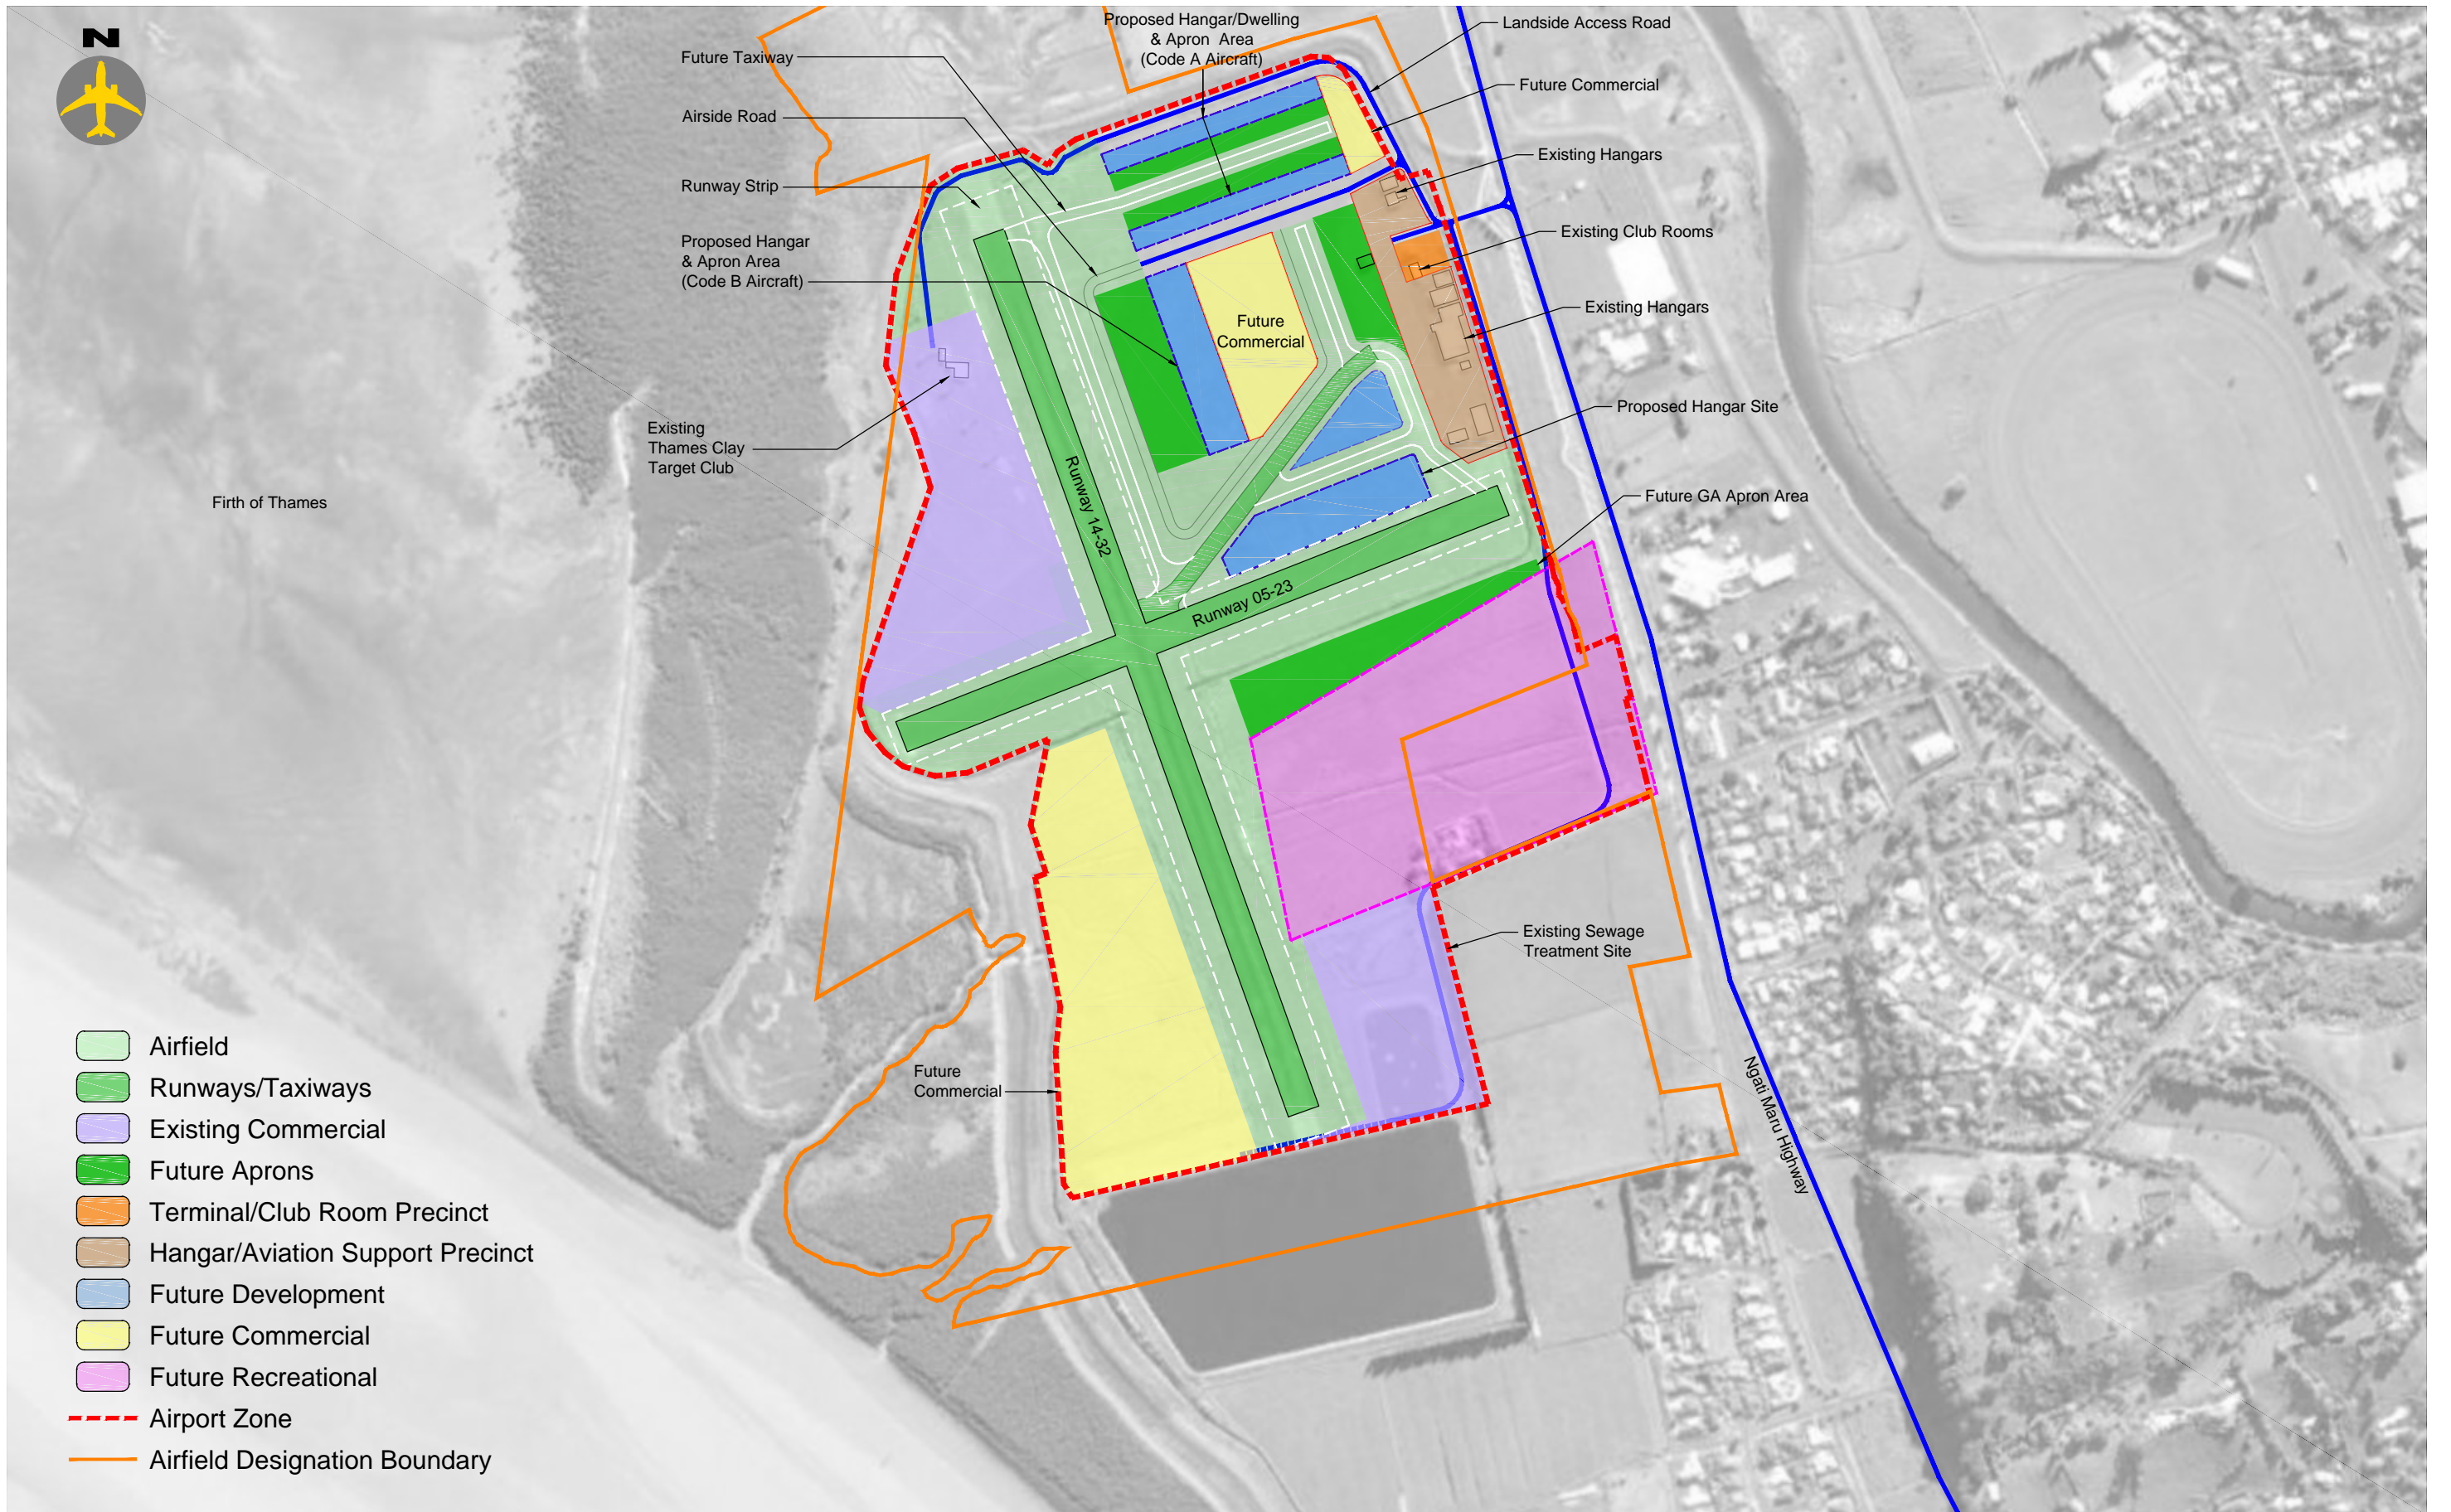 N
Proposed Hangar/Dwelling
& Apron Area
(Code A Aircraft)
Landside Access Road
Future Taxiway
Future Commercial
Airside Road
Existing Hangars
Runway Strip
Existing Club Rooms
Proposed Hangar
& Apron Area
(Code B Aircraft)
Existing Hangars
Future
Commercial
Proposed Hangar Site
Existing
Thames Clay
Target Club
Runway 14-32
Future GA Apron Area
Firth of Thames
Runway 05-23
Existing Sewage
Treatment Site
Future
Commercial
Ngati Maru Highway
Airfield
Runways/Taxiways
Existing Commercial
Future Aprons
Terminal/Club Room Precinct
Hangar/Aviation Support Precinct
Future Development
Future Commercial
Future Recreational
Airport Zone
Airfield Designation Boundary